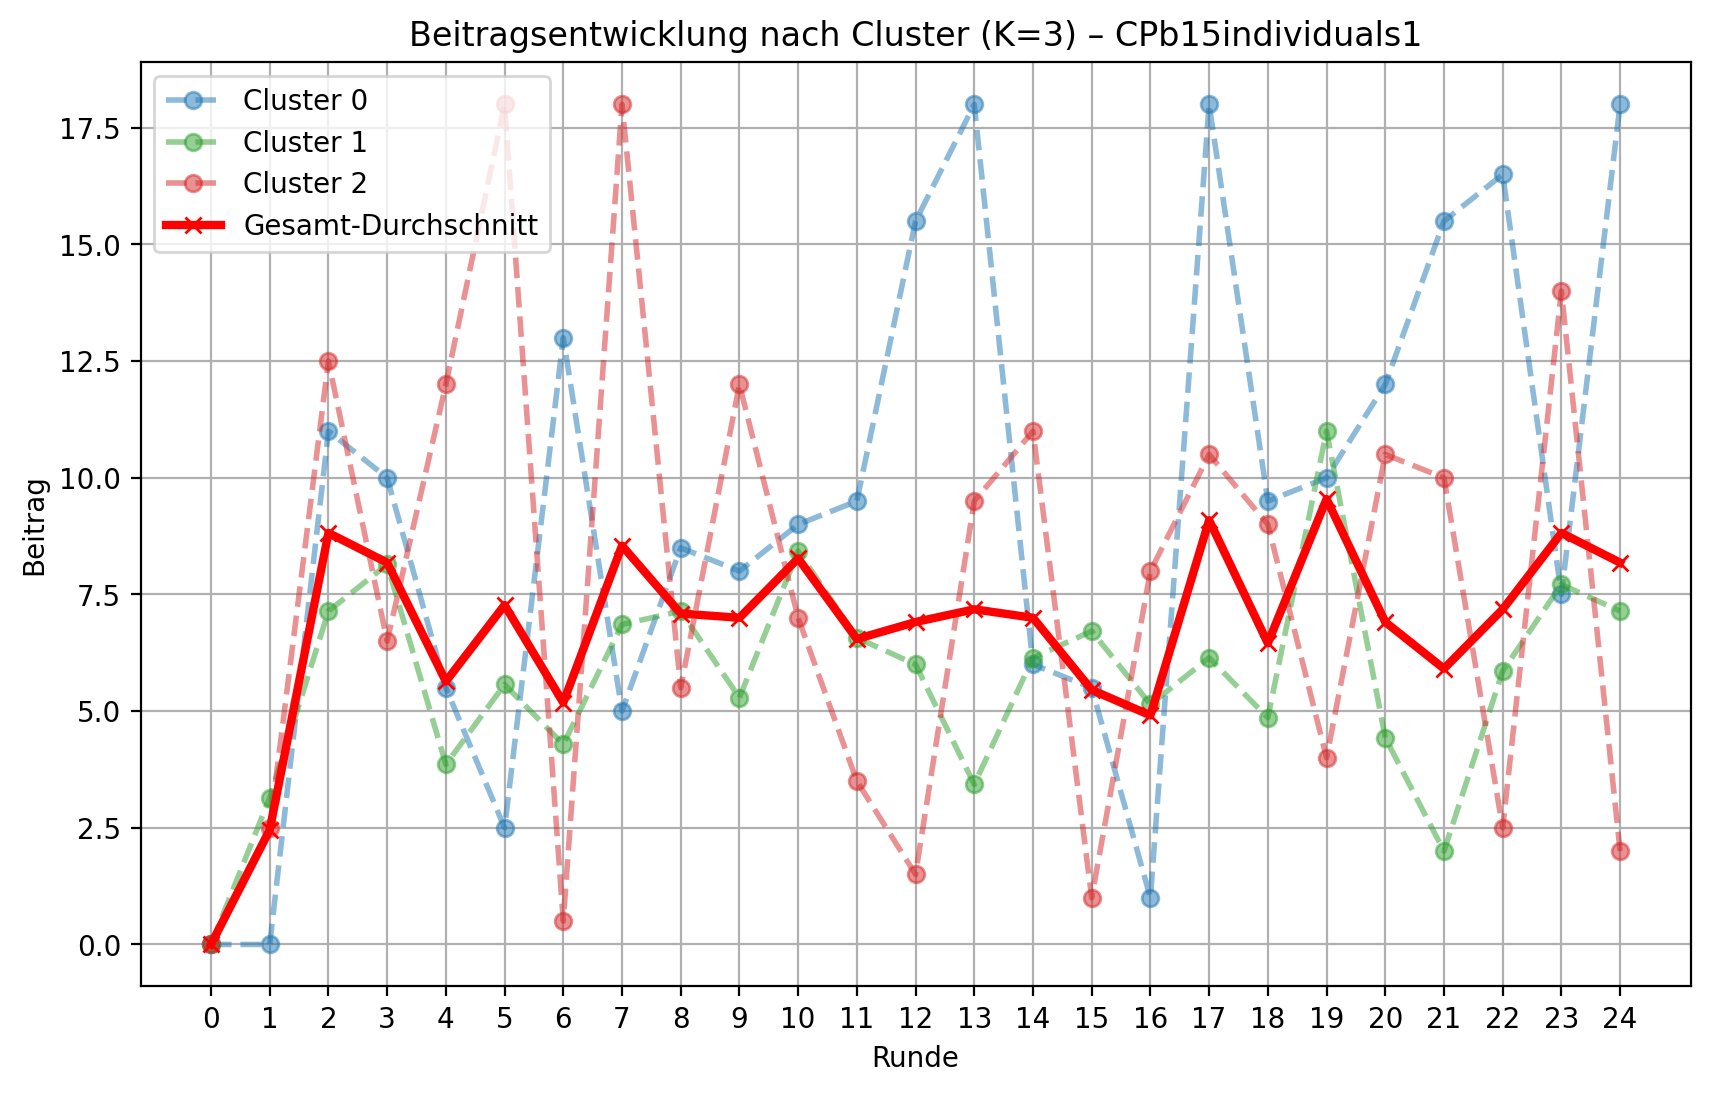 Beitragsentwicklung nach Cluster (K=3) – CPb15individuals1
Cluster 0
Cluster 1
Cluster 2
Gesamt-Durchschnitt
17.5
15.0
12.5
10.0
7.5
5.0
2.5
0.0
Beitrag
0 1 2 3 4 5 6 7 8 9 10 11 12 13 14 15 16 17 18 19 20 21 22 23 24
Runde